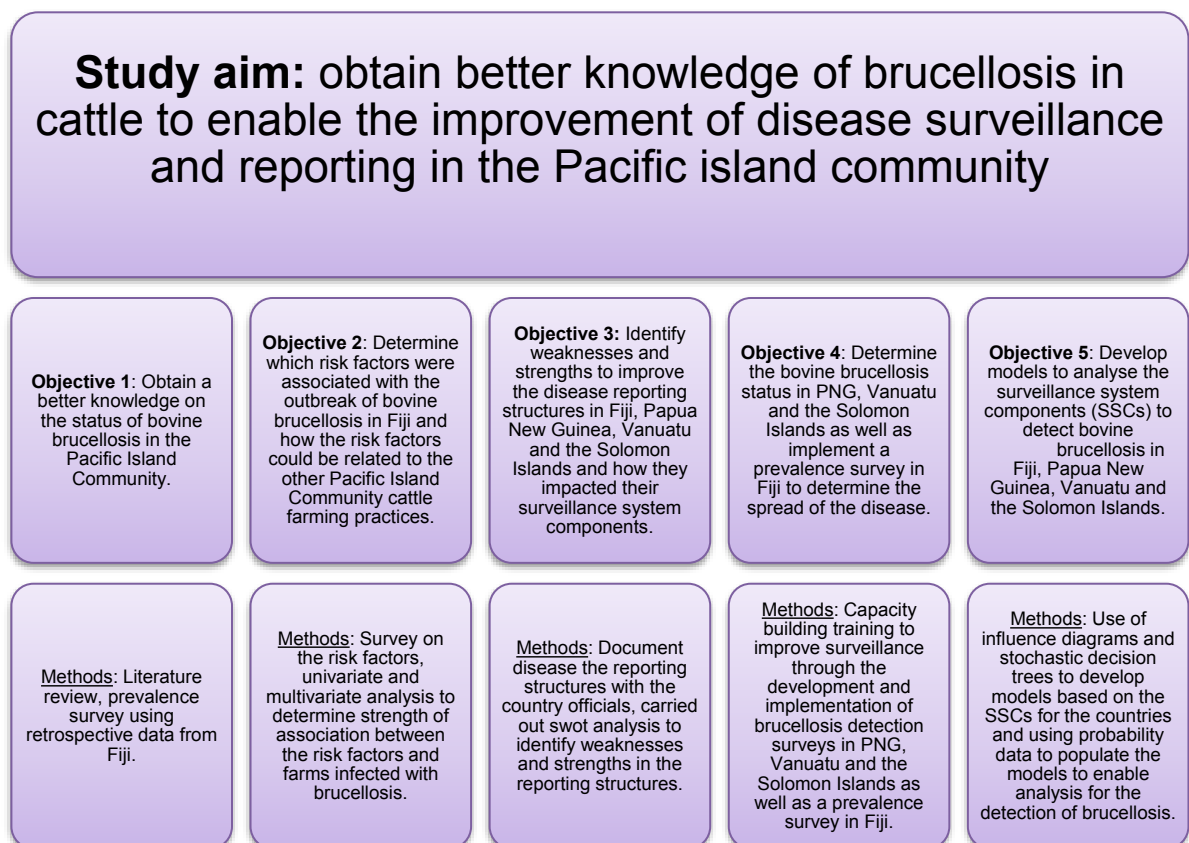 Study aim: obtain better knowledge of brucellosis in
cattle to enable the improvement of disease surveillance
and reporting in the Pacific island community
Objective 1: Obtain a
better knowledge on
the status of bovine
brucellosis in the
Pacific Island
Community.
Objective 2: Determine
which risk factors were
associated with the
outbreak of bovine
brucellosis in Fiji and
how the risk factors
could be related to the
other Pacific Island
Community cattle
farming practices.
Objective 3: Identify
weaknesses and
strengths to improve
the disease reporting
structures in Fiji, Papua
New Guinea, Vanuatu
and the Solomon
Islands and how they
impacted their
surveillance system
components.
Objective 4: Determine
the bovine brucellosis
status in PNG, Vanuatu
and the Solomon
Islands as well as
implement a
prevalence survey in
Fiji to determine the
spread of the disease.
Objective 5: Develop
models to analyse the
surveillance system
components (SSCs) to
detect bovine
brucellosis in
Fiji, Papua New
Guinea, Vanuatu and
the Solomon Islands.
Methods: Literature
review, prevalence
survey using
retrospective data from
Fiji.
Methods: Survey on
the risk factors,
univariate and
multivariate analysis to
determine strength of
association between
the risk factors and
farms infected with
brucellosis.
Methods: Document
disease the reporting
structures with the
country officials, carried
out swot analysis to
identify weaknesses
and strengths in the
reporting structures.
Methods: Capacity
building training to
improve surveillance
through the
development and
implementation of
brucellosis detection
surveys in PNG,
Vanuatu and the
Solomon Islands as
well as a prevalence
survey in Fiji.
Methods: Use of
influence diagrams and
stochastic decision
trees to develop
models based on the
SSCs for the countries
and using probability
data to populate the
models to enable
analysis for the
detection of brucellosis.